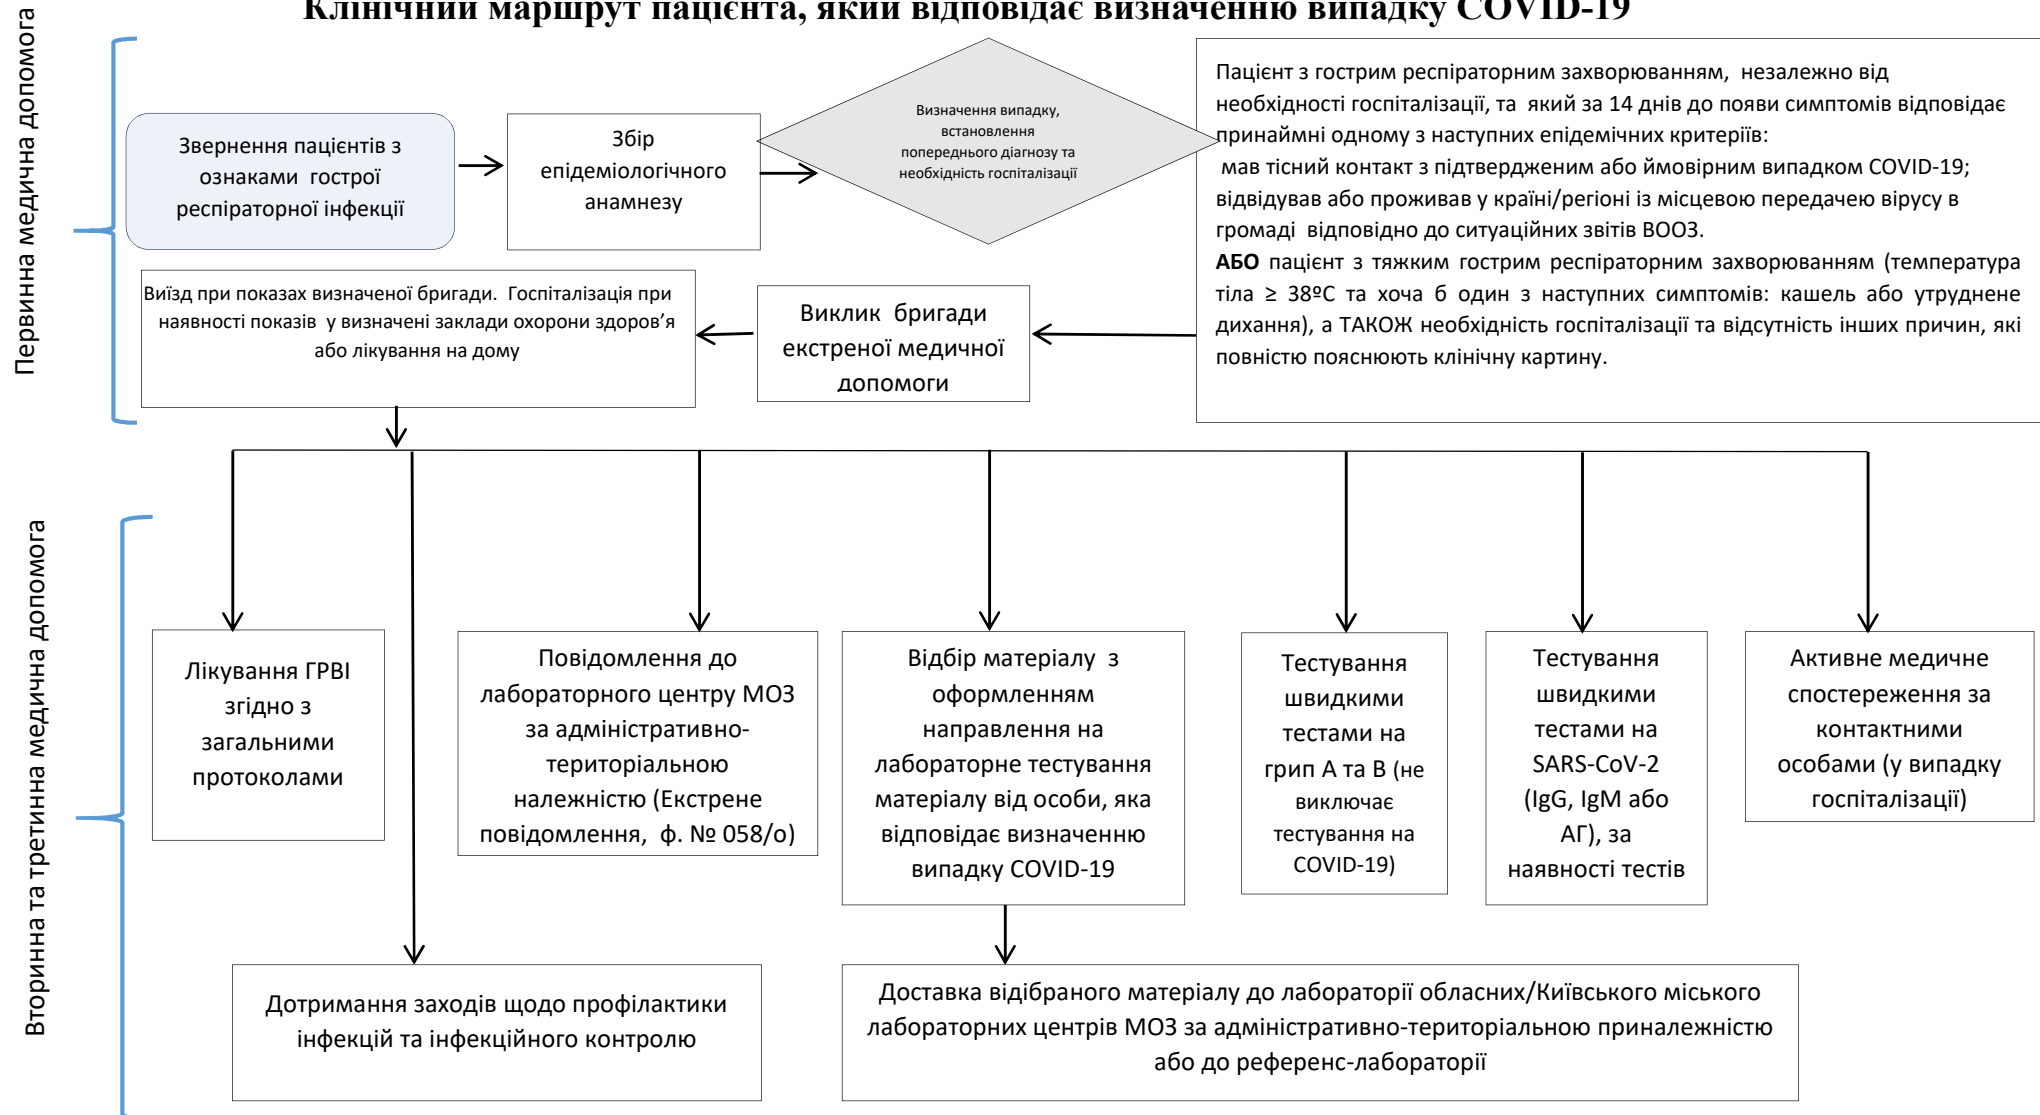 Клінічний маршрут пацієнта, який відповідає визначенню випадку COVID-19
Первинна медична допомога
Звернення пацієнтів з
ознаками гострої
респіраторної інфекції
Збір
епідеміологічного
анамнезу
Визначення випадку,
встановлення
попереднього діагнозу та
необхідність госпіталізації
Пацієнт з гострим респіраторним захворюванням, незалежно від
необхідності госпіталізації, та який за 14 днів до появи симптомів відповідає
принаймні одному з наступних епідемічних критеріїв:
мав тісний контакт з підтвердженим або ймовірним випадком COVID-19;
відвідував або проживав у країні/регіоні із місцевою передачею вірусу в
громаді відповідно до ситуаційних звітів ВООЗ.
АБО пацієнт з тяжким гострим респіраторним захворюванням (температура
тіла ≥ 38ºС та хоча б один з наступних симптомів: кашель або утруднене
дихання), а ТАКОЖ необхідність госпіталізації та відсутність інших причин, які
повністю пояснюють клінічну картину.
Виклик бригади
екстреної медичної
допомоги
Виїзд при показах визначеної бригади. Госпіталізація при
наявності показів у визначені заклади охорони здоров’я
або лікування на дому
Вторинна та третинна медична допомога
Лікування ГРВІ
згідно з
загальними
протоколами
Повідомлення до
лабораторного центру МОЗ
за адміністративно-
територіальною
належністю (Екстрене
повідомлення, ф. № 058/о)
Відбір матеріалу з
оформленням
направлення на
лабораторне тестування
матеріалу від особи, яка
відповідає визначенню
випадку COVID-19
Тестування
швидкими
тестами на
грип А та В (не
виключає
тестування на
COVID-19)
Тестування
швидкими
тестами на
SARS-CoV-2
(IgG, IgM або
АГ), за
наявності тестів
Активне медичне
спостереження за
контактними
особами (у випадку
госпіталізації)
Дотримання заходів щодо профілактики
інфекцій та інфекційного контролю
Доставка відібраного матеріалу до лабораторії обласних/Київського міського
лабораторних центрів МОЗ за адміністративно-територіальною приналежністю
або до референс-лабораторії